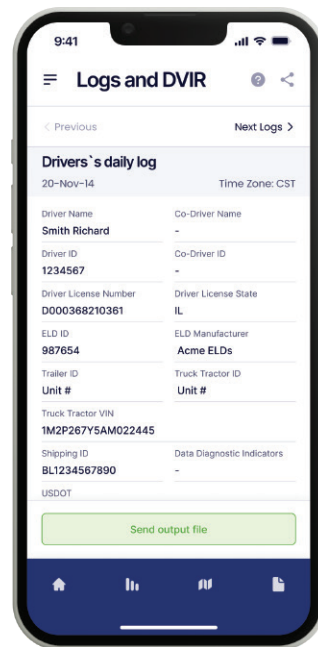 9:41
Logs and DVIR ?
< Previous Next Logs >
Drivers`s daily log
20-Nov-14 Time Zone: CST
Driver Name Co-Driver Name
Smith Richard -
Driver ID Co-Driver ID
1234567 -
Driver License Number Driver License State
D000368210361 IL
ELD ID ELD Manufacturer
987654 Acme ELDs
Trailer ID Truck Tractor ID
Unit # Unit #
Truck Tractor VIN
1M2P267Y5AM022445
Shipping ID Data Diagnostic Indicators
BL1234567890 -
USDOT
Send output file